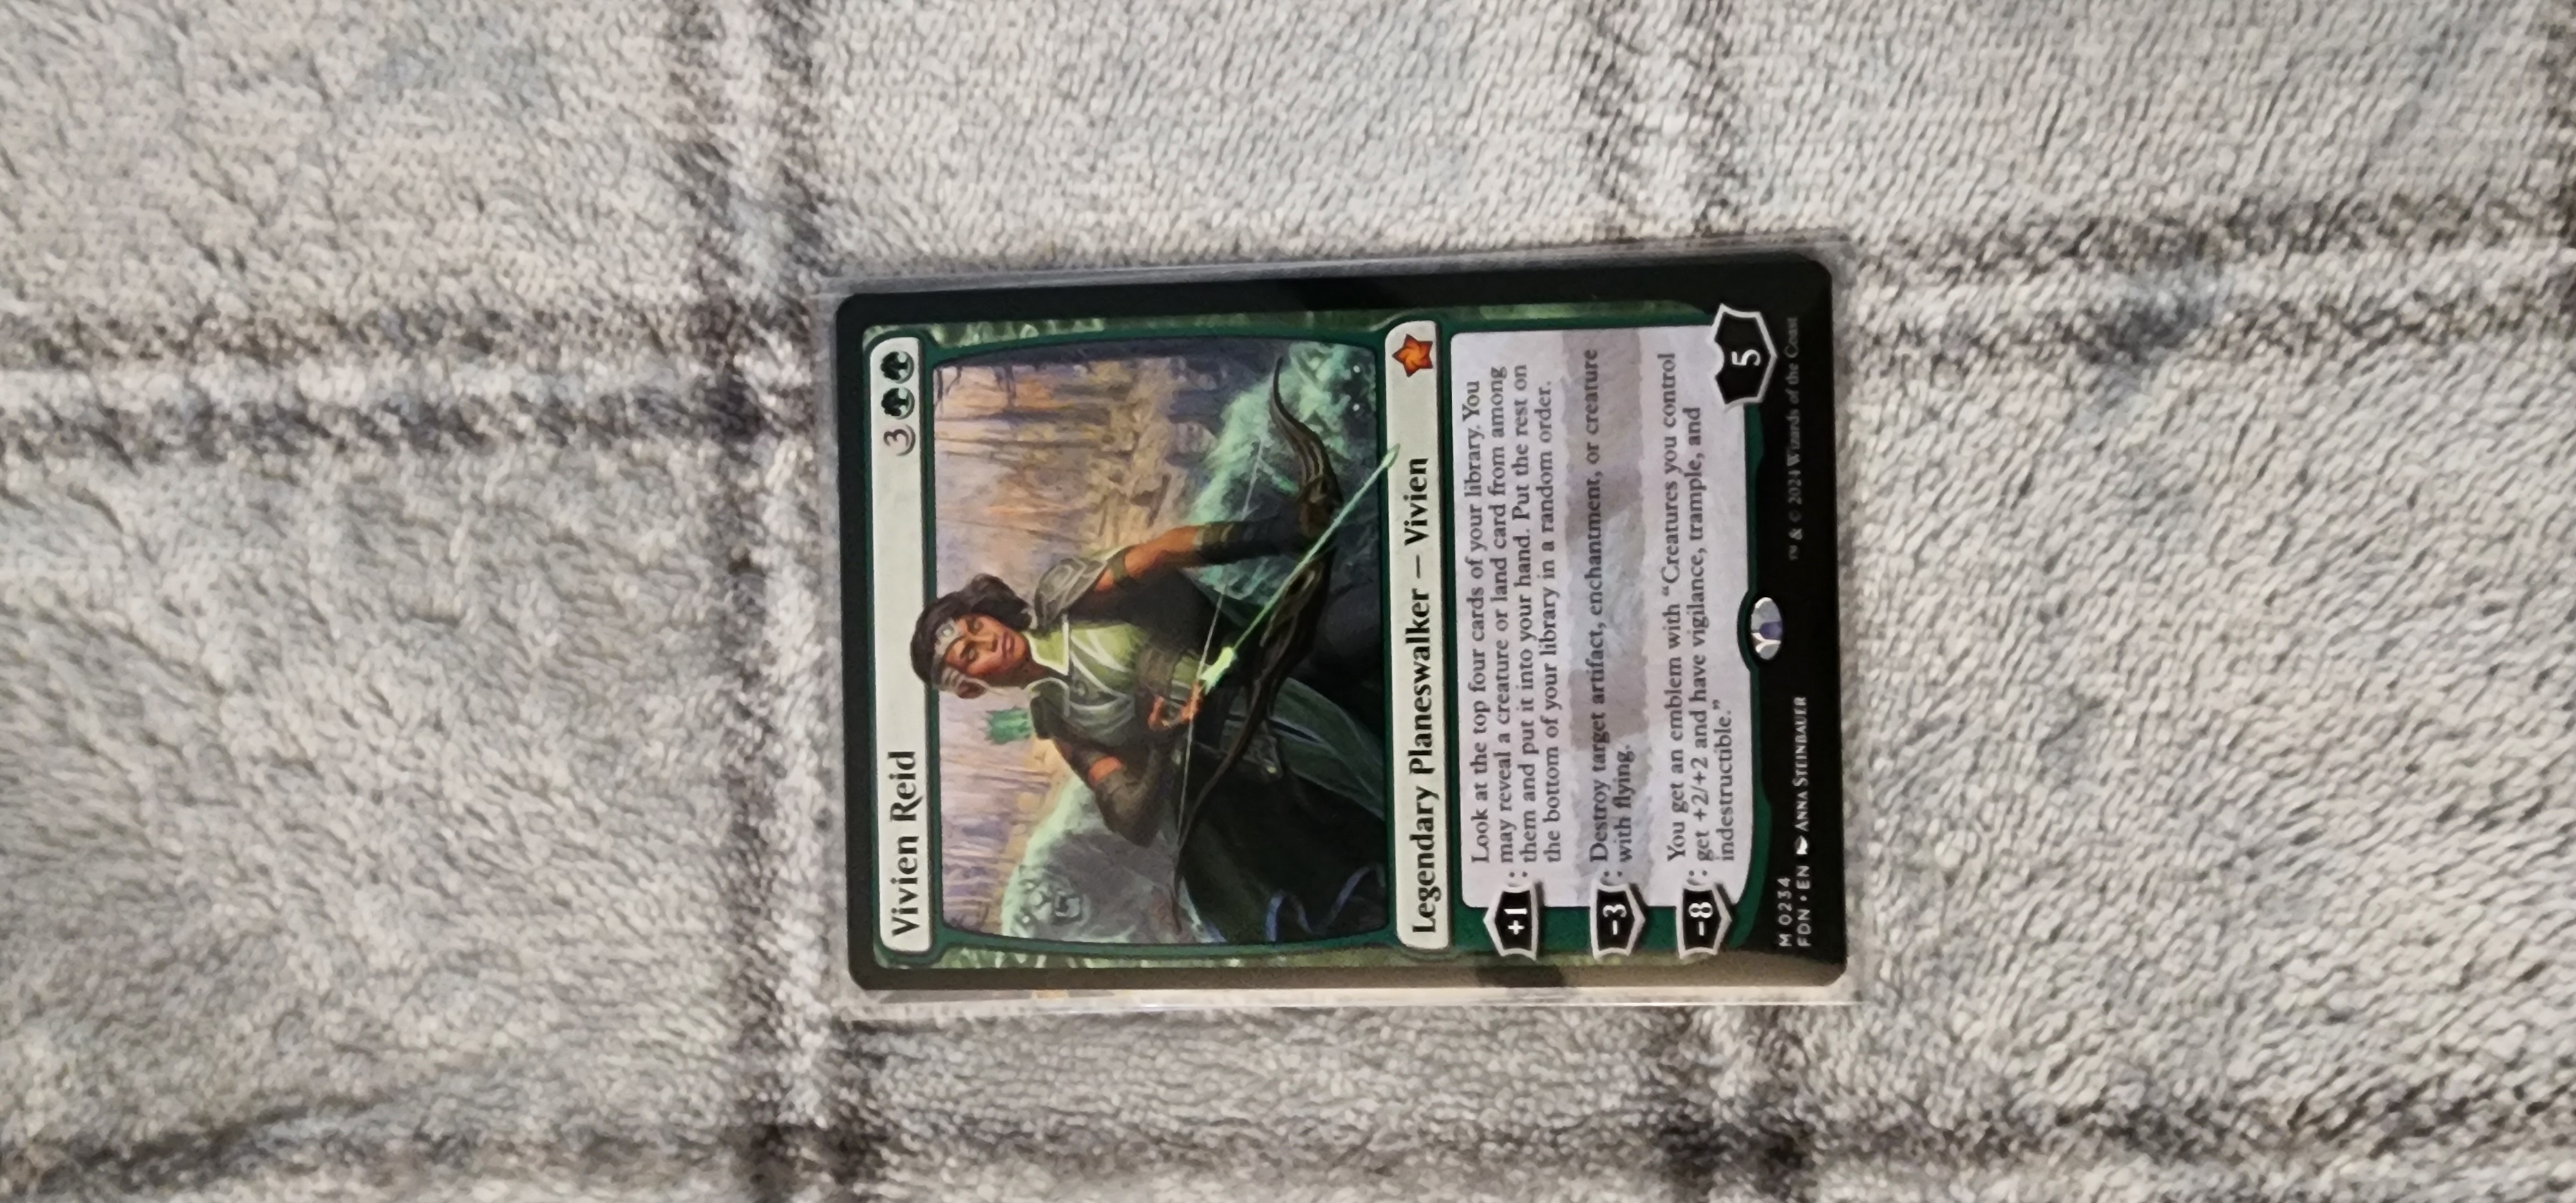 Vivien Reid 3
Legendary Planeswalker — Vivien
+1: Look at the top four cards of your library. You
may reveal a creature or land card from among
them and put it into your hand. Put the rest on
the bottom of your library in a random order.
−3: Destroy target artifact, enchantment, or creature
with flying.
−8: You get an emblem with “Creatures you control
get +2/+2 and have vigilance, trample, and
indestructible.”
5
M 0234
FDN • EN ANNA STEINBAUER
™ & © 2024 Wizards of the Coast